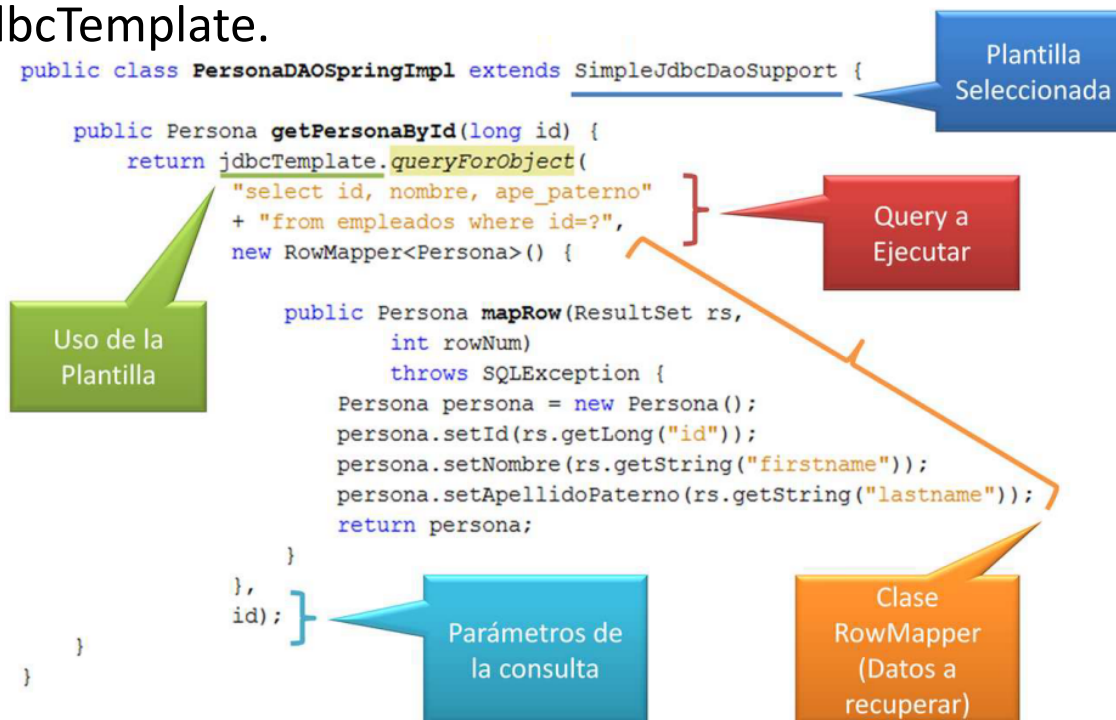 dbcTemplate.
public class PersonaDAOSpringImpl extends SimpleJdbcDaoSupport {
Plantilla
Seleccionada
public Persona getPersonaById(long id) {
return jdbcTemplate.queryForObject(
"select id, nombre, ape_paterno"
+ "from empleados where id=?",
new RowMapper<Persona>() {
Query a
Ejecutar
Uso de la
Plantilla
public Persona mapRow(ResultSet rs,
int rowNum)
throws SQLException {
Persona persona = new Persona();
persona.setId(rs.getLong("id"));
persona.setNombre(rs.getString("firstname"));
persona.setApellidoPaterno(rs.getString("lastname"));
return persona;
}
},
id);
Parámetros de
la consulta
Clase
RowMapper
(Datos a
recuperar)
}
}